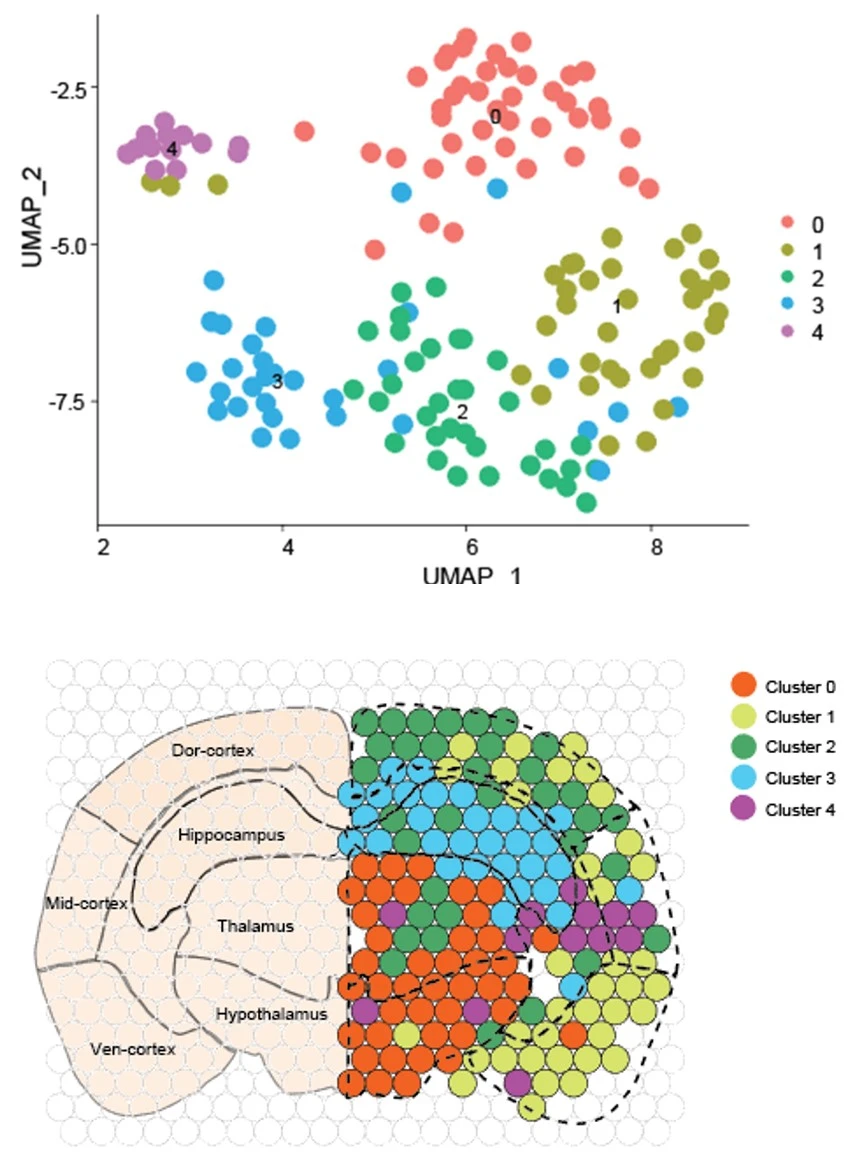 -2.5
-5.0
-7.5
UMAP_2
2
4
6
8
UMAP_1
0
1
2
3
4
0
1
2
3
4
Dor-cortex
Hippocampus
Mid-cortex
Thalamus
Hypothalamus
Ven-cortex
Cluster 0
Cluster 1
Cluster 2
Cluster 3
Cluster 4